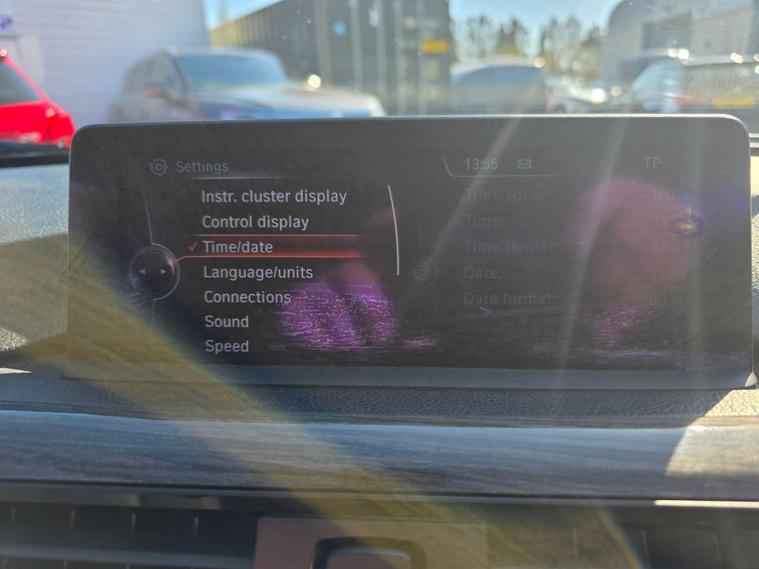 Settings
13:55
TP
Instr. cluster display
Control display
Time/date
Language/units
Connections
Sound
Speed
Time zone:
Time:
Time format:
Date:
Date format: